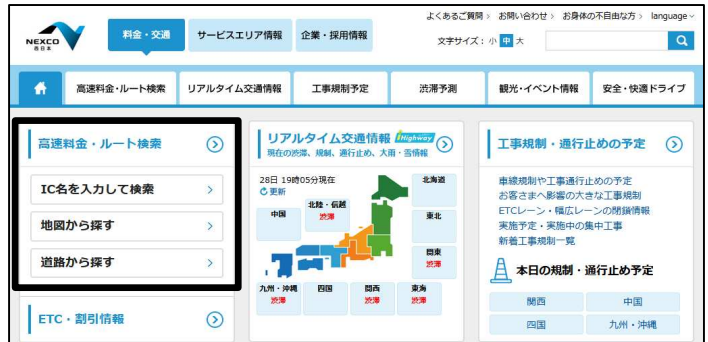 よくあるご質問 お問い合わせ お身体の不自由な方 language
NEXCO
西日本
料金・交通
サービスエリア情報
企業・採用情報
文字サイズ： 小 中 大
高速料金・ルート検索
リアルタイム交通情報
工事規制予定
渋滞予測
観光・イベント情報
安全・快適ドライブ
高速料金・ルート検索
IC名を入力して検索
地図から探す
道路から探す
ETC・割引情報
リアルタイム交通情報 iHighway
現在の渋滞、規制、通行止め、大雨・雪情報
28日 19時05分現在
更新
北海道
北陸・信越
渋滞
中国
東北
関東
渋滞
九州・沖縄
渋滞
四国
関西
渋滞
東海
渋滞
工事規制・通行止めの予定
車線規制や工事通行止めの予定
お客さまへ影響の大きな工事規制
ETCレーン・幅広レーンの閉鎖情報
実施予定・実施中の集中工事
新着工事規制一覧
本日の規制・通行止め予定
関西
中国
四国
九州・沖縄